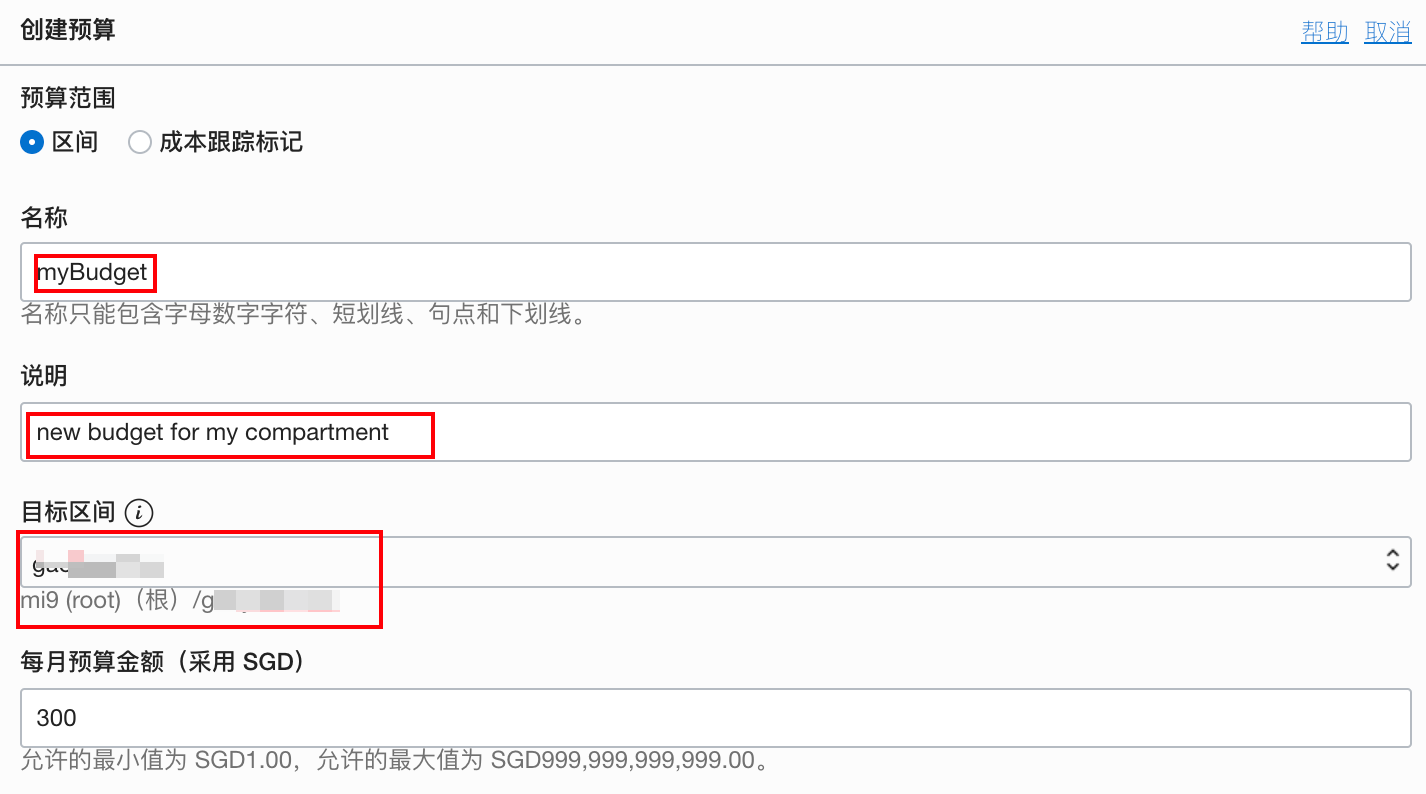 创建预算
帮助 取消
预算范围
区间 成本跟踪标记
名称
myBudget
名称只能包含字母数字字符、短划线、句点和下划线。
说明
new budget for my compartment
目标区间 i
mi9 (root)（根）/g
每月预算金额（采用 SGD）
300
允许的最小值为 SGD1.00，允许的最大值为 SGD999,999,999,999.00。